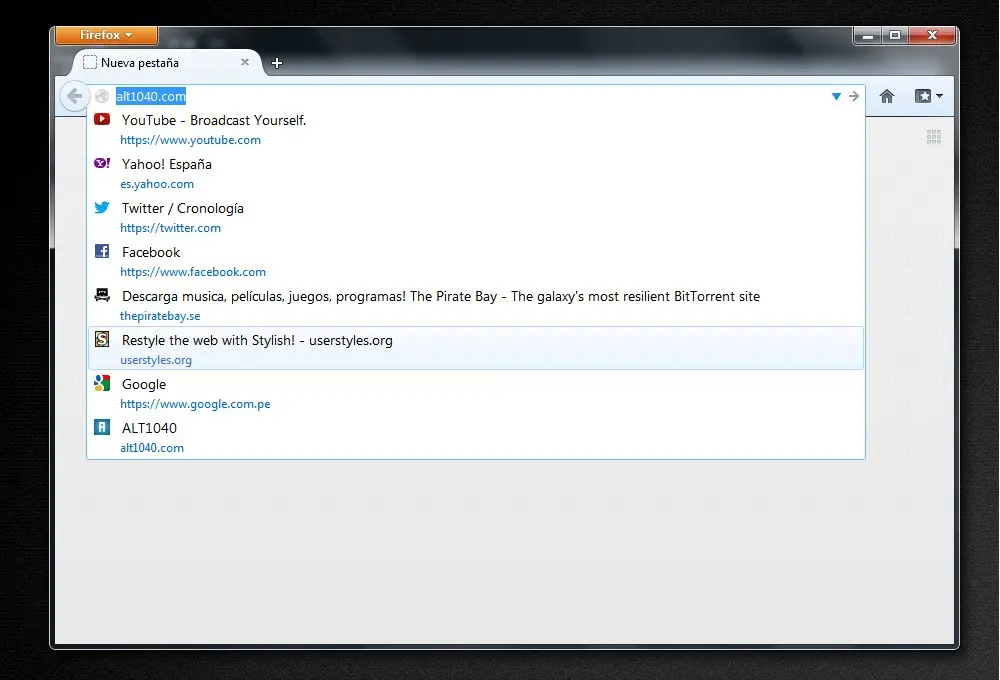 Firefox
Nueva pestaña
alt1040.com
YouTube - Broadcast Yourself.
https://www.youtube.com
Yahoo! España
es.yahoo.com
Twitter / Cronología
https://twitter.com
Facebook
https://www.facebook.com
Descarga musica, películas, juegos, programas! The Pirate Bay - The galaxy's most resilient BitTorrent site
thepiratebay.se
Restyle the web with Stylish! - userstyles.org
userstyles.org
Google
https://www.google.com.pe
ALT1040
alt1040.com